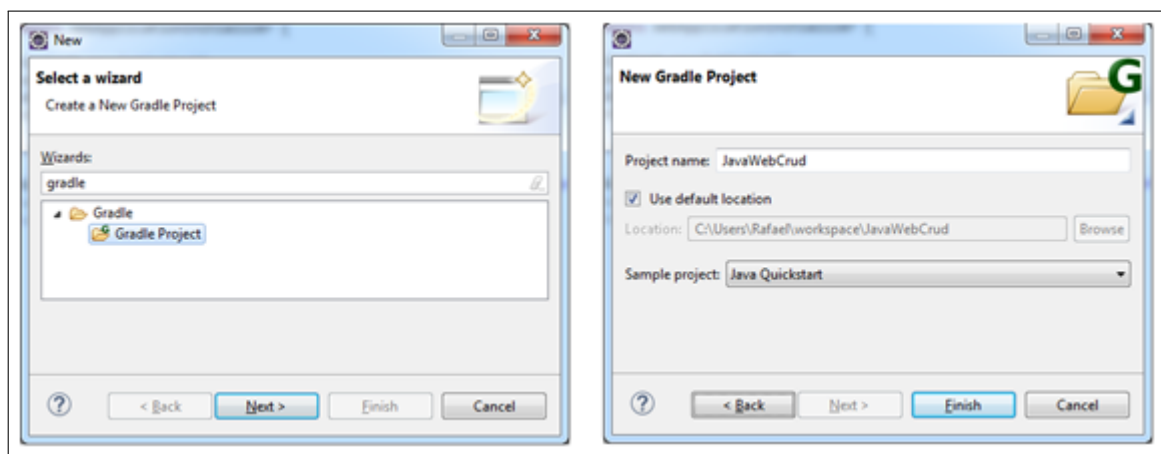 New
Select a wizard
Create a New Gradle Project
Wizards:
gradle
Gradle
Gradle Project
< Back
Next >
Finish
Cancel
New Gradle Project
G
Project name: JavaWebCrud
Use default location
Location: C:\Users\Rafael\workspace\JavaWebCrud Browse
Sample project: Java Quickstart
< Back
Next >
Finish
Cancel